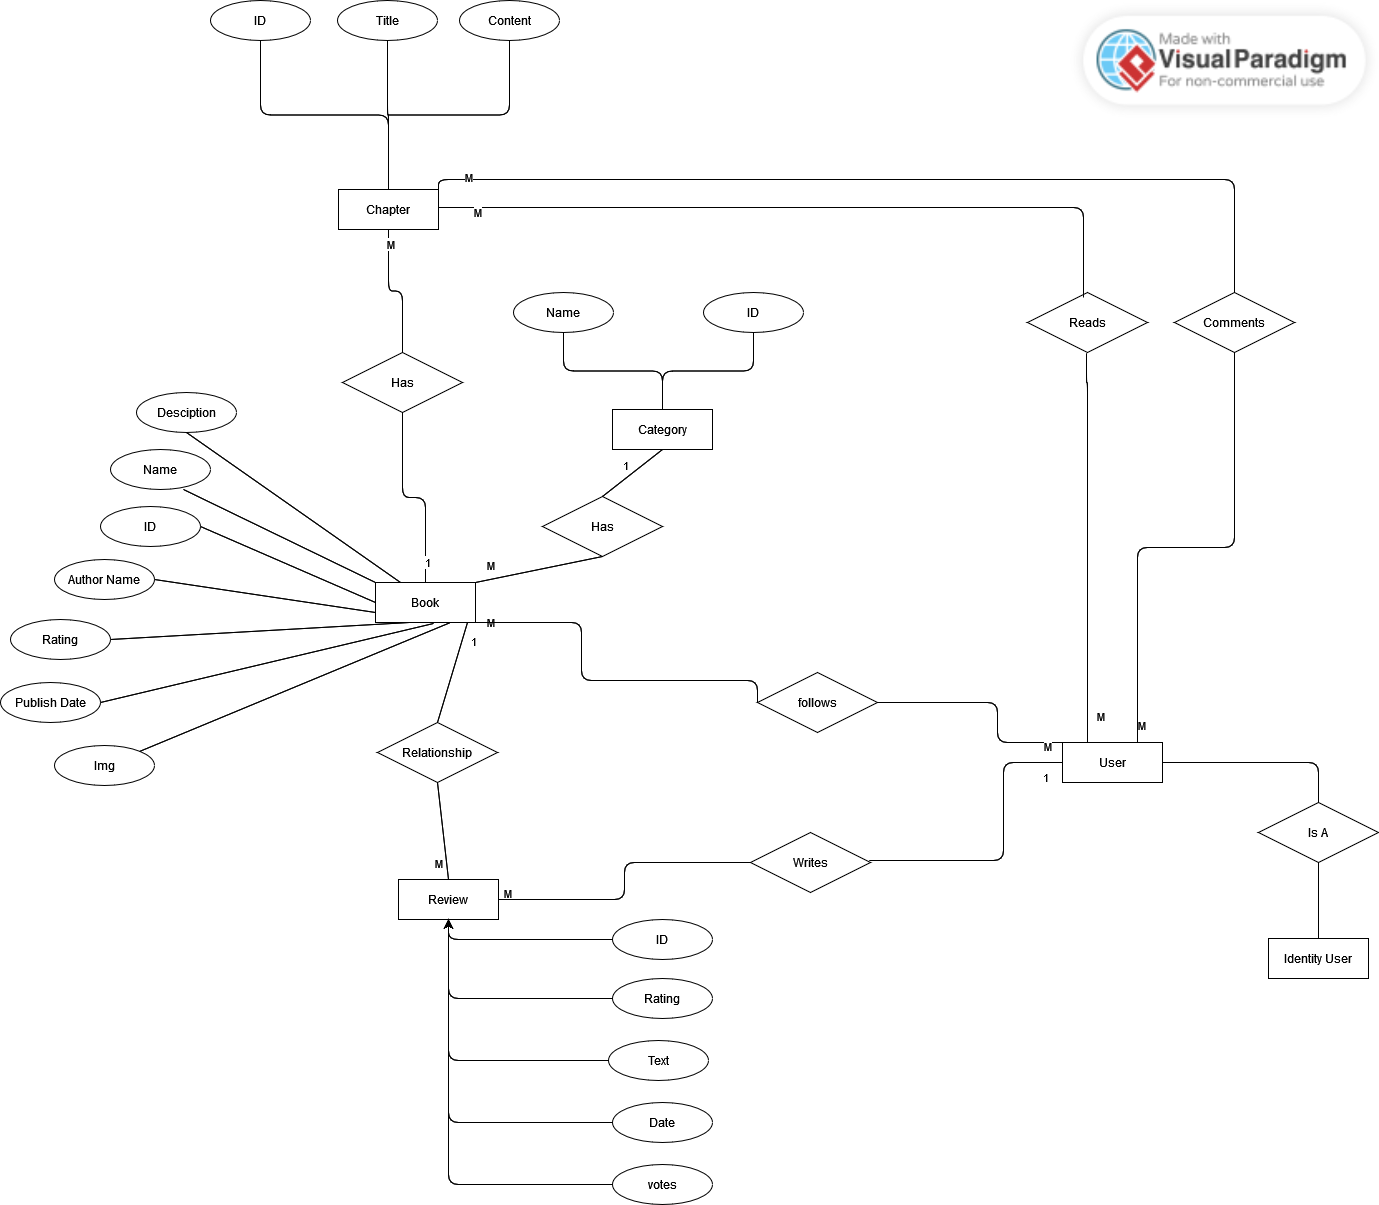 ID
Title
Content
Made with
Visual Paradigm
For non-commercial use
M
Chapter
M
M
Name
ID
Reads
Comments
Has
Desciption
Category
Name
1
ID
Has
M
1
Author Name
Book
M
Rating
1
Publish Date
follows
M
M
Relationship
M
User
Img
1
Is A
M
Writes
M
Review
ID
Identity User
Rating
Text
Date
votes